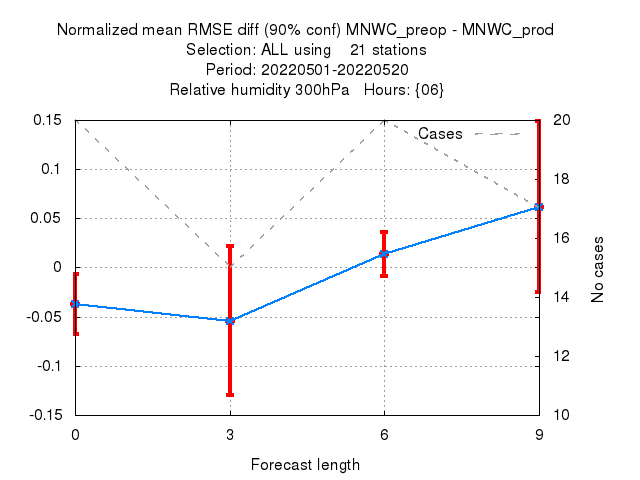 Normalized mean RMSE diff (90% conf) MNWC_preop - MNWC_prod
Selection: ALL using    21 stations
Period: 20220501-20220520
Relative humidity 300hPa   Hours: {06}
Cases
0.15
0.1
0.05
0
-0.05
-0.1
-0.15
20
18
16
14
12
10
No cases
0 3 6 9
Forecast length